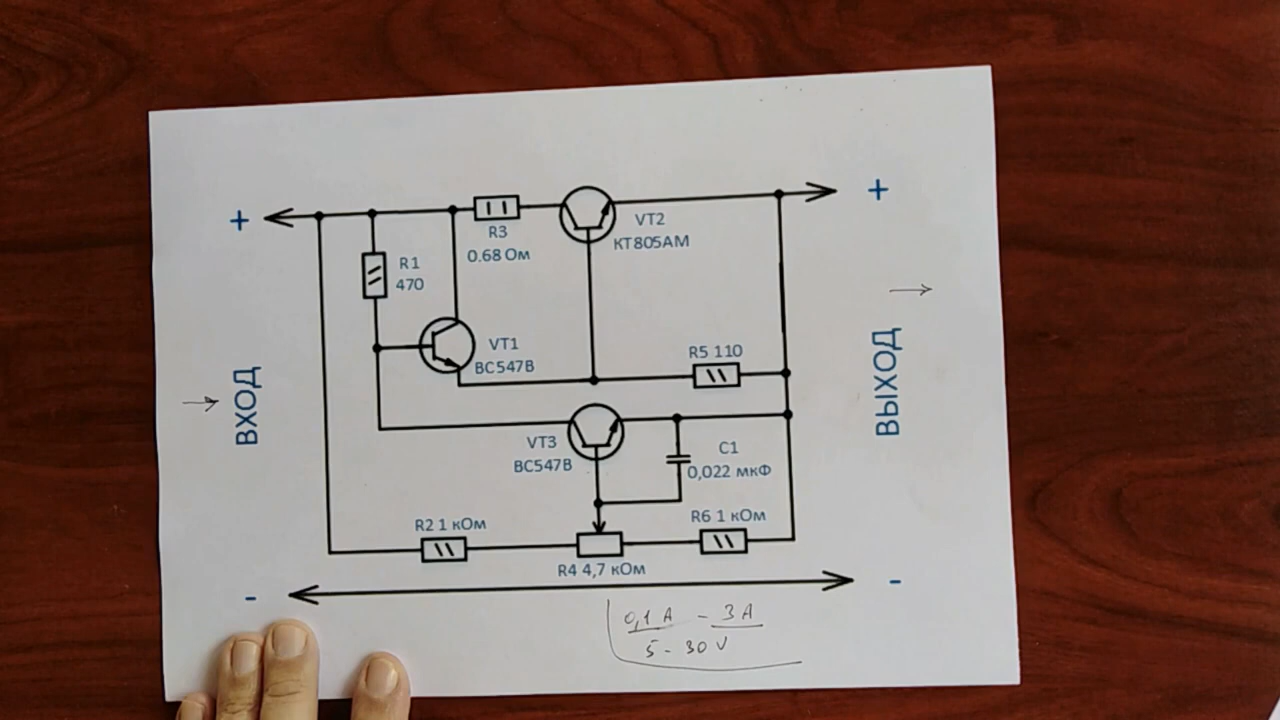 +
+
R3
0.68 Ом
VT2
КТ805АМ
R1
470
VT1
BC547B
R5 110
ВХОД
ВЫХОД
VT3
BC547B
C1
0,022 мкФ
R2 1 кОм
R6 1 кОм
R4 4,7 кОм
-
-
0,1 A - 3 A
5 - 30 V